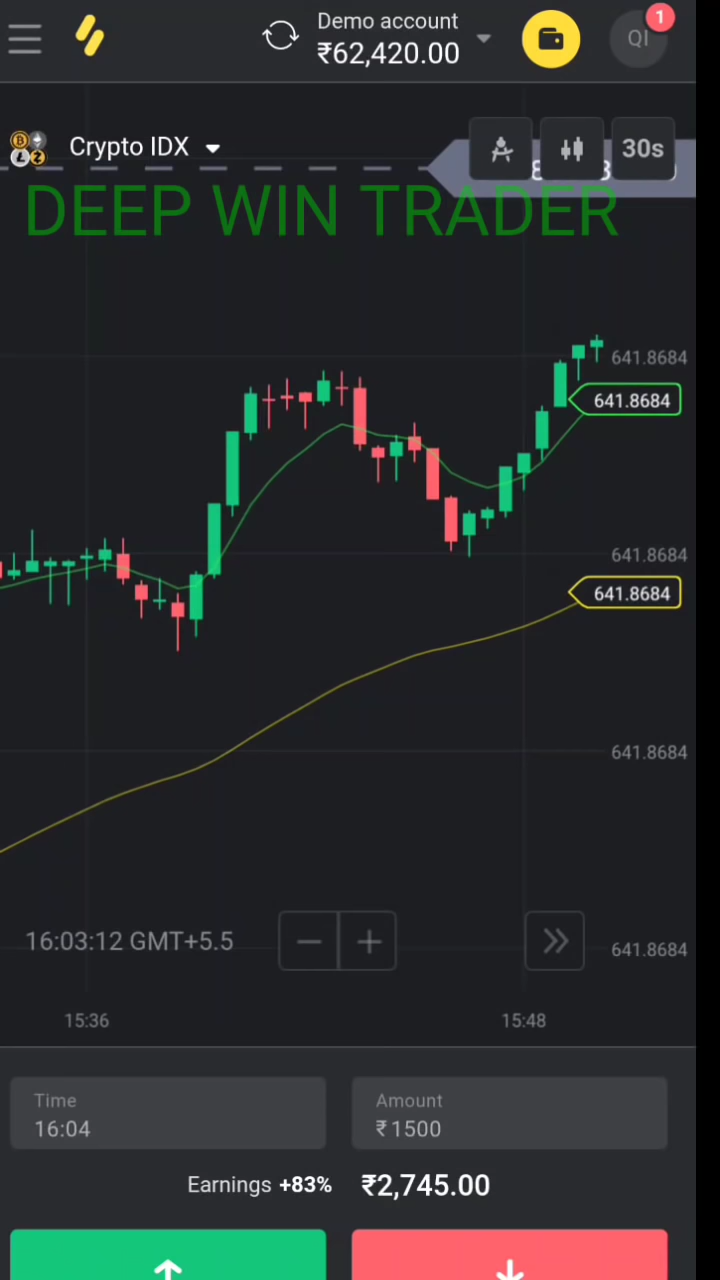 Demo account
₹62,420.00
1
QI
Crypto IDX
30s
DEEP WIN TRADER
641.8684
641.8684
641.8684
641.8684
641.8684
16:03:12 GMT+5.5
641.8684
15:36
15:48
Time
16:04
Amount
₹1500
Earnings +83%
₹2,745.00